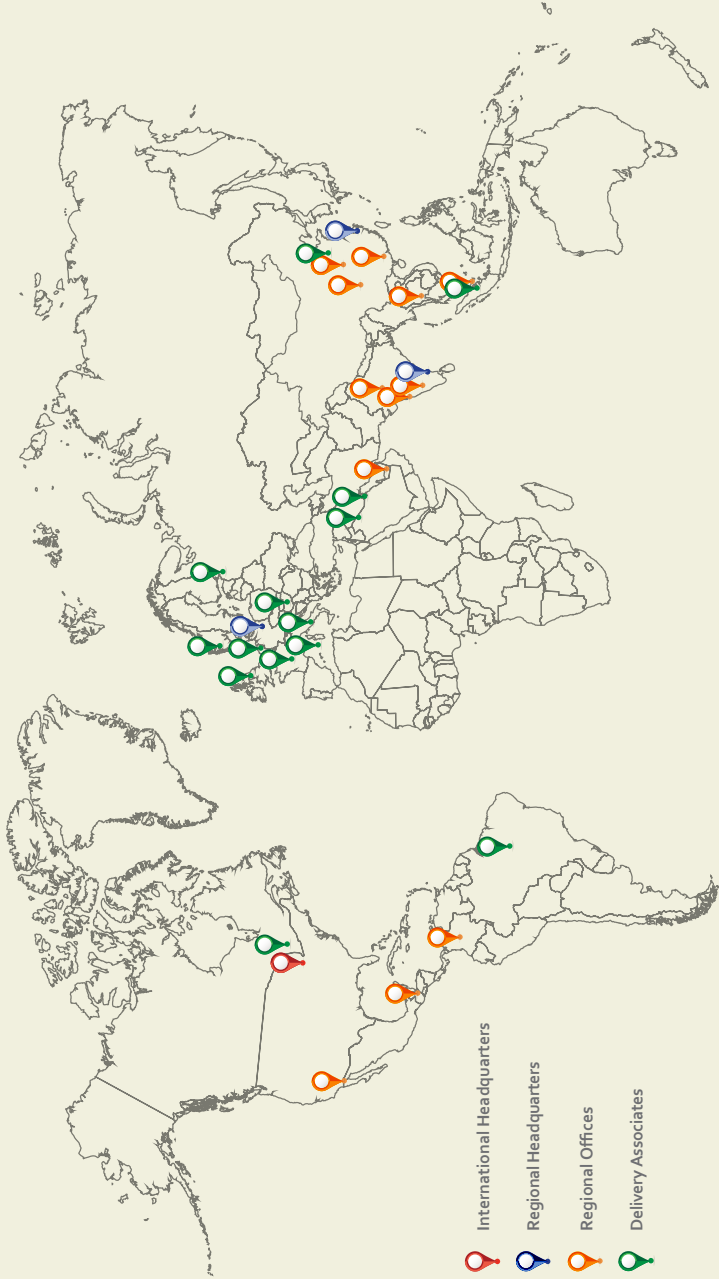 International Headquarters
Regional Headquarters
Regional Offices
Delivery Associates